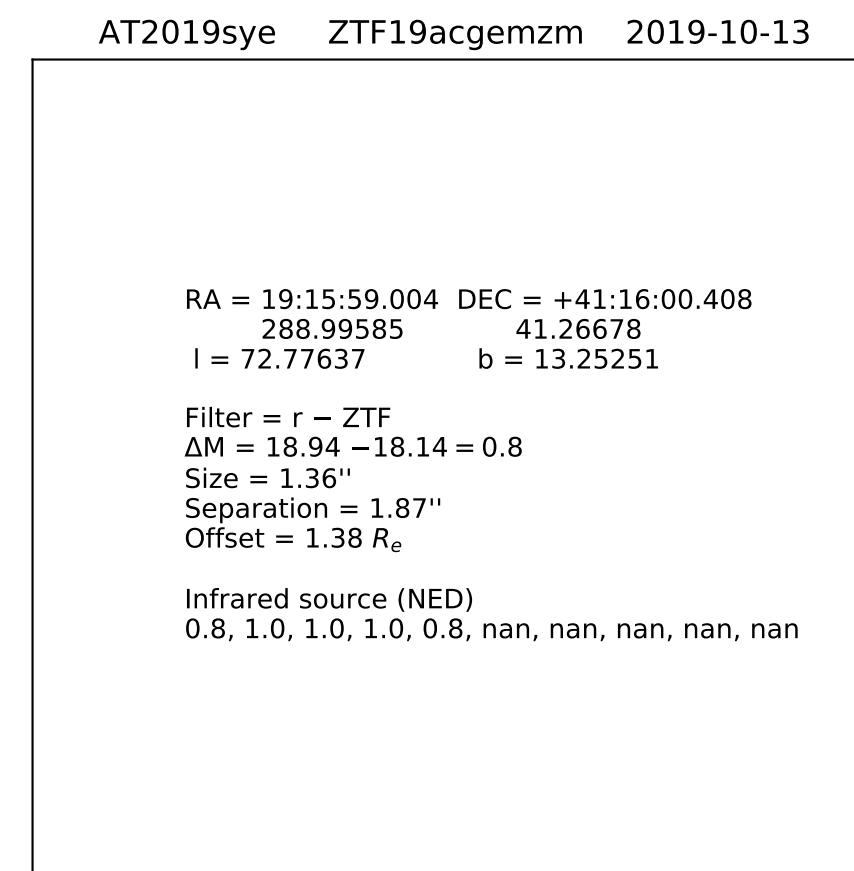 AT2019sye ZTF19acgemzm 2019-10-13
RA = 19:15:59.004 DEC = +41:16:00.408
288.99585 41.26678
l = 72.77637 b = 13.25251
Filter = r − ZTF
ΔM = 18.94 −18.14 = 0.8
Size = 1.36''
Separation = 1.87''
Offset = 1.38 Rₑ
Infrared source (NED)
0.8, 1.0, 1.0, 1.0, 0.8, nan, nan, nan, nan, nan